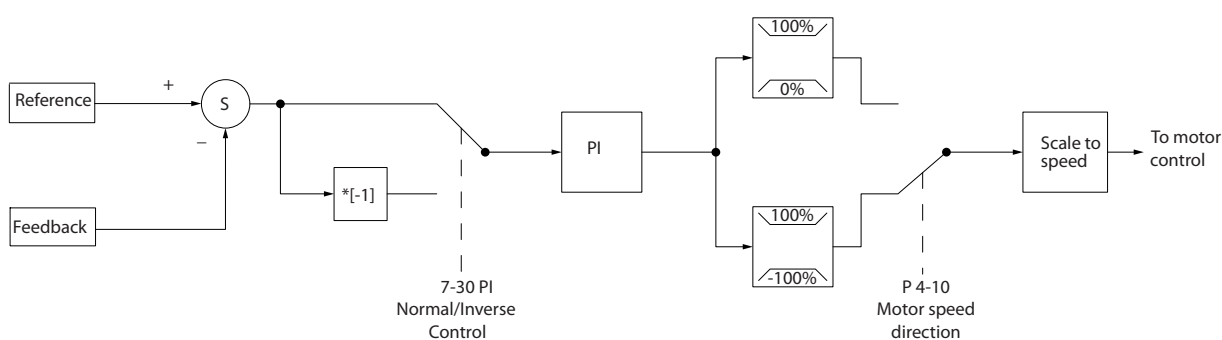 Reference
+
S
−
Feedback
*[-1]
7-30 PI
Normal/Inverse
Control
PI
100%
0%
100%
-100%
P 4-10
Motor speed
direction
Scale to
speed
To motor
control